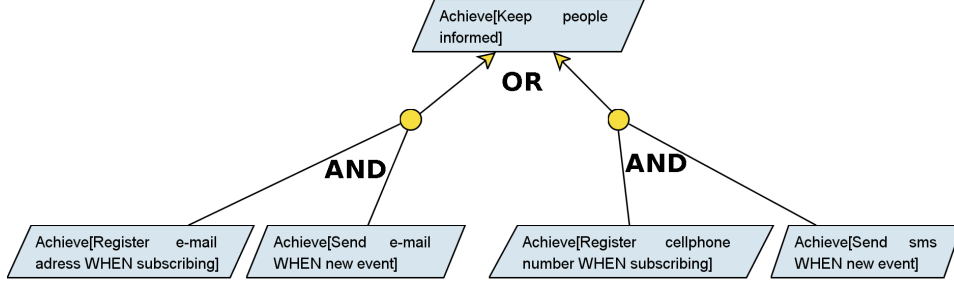 Achieve[Keep people
informed]
OR
AND
AND
Achieve[Register e-mail
adress WHEN subscribing]
Achieve[Send e-mail
WHEN new event]
Achieve[Register cellphone
number WHEN subscribing]
Achieve[Send sms
WHEN new event]